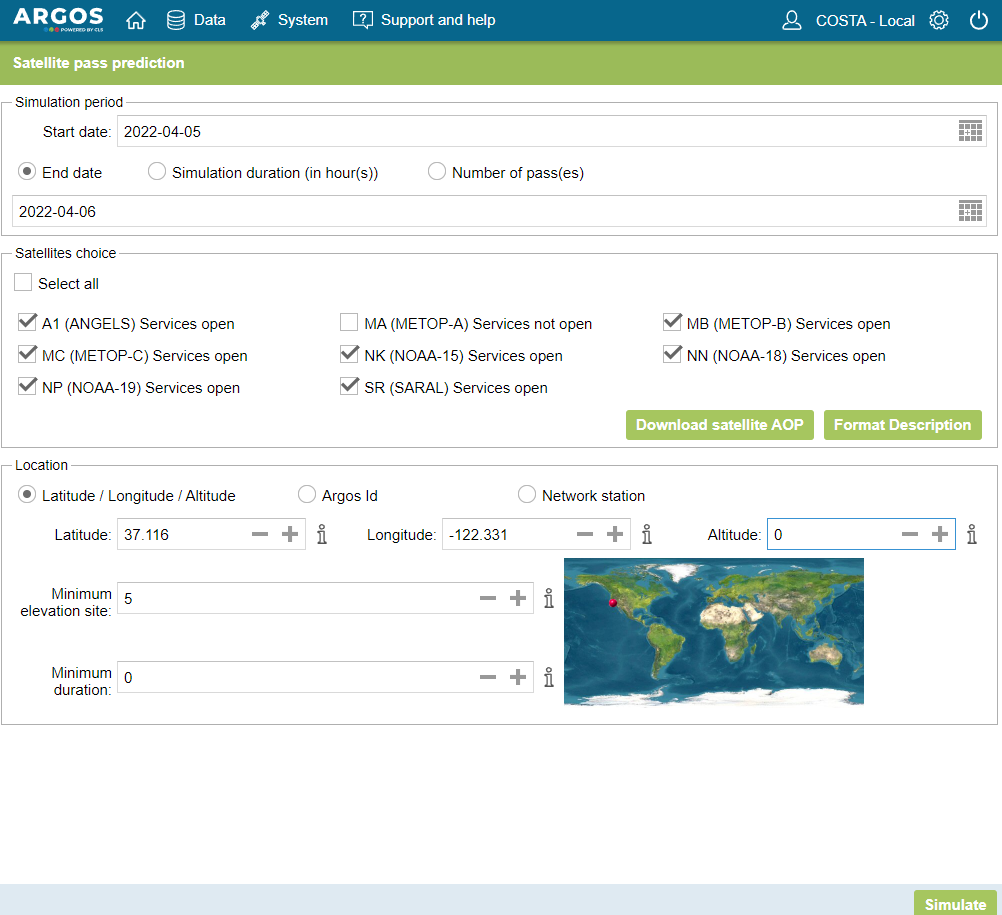 ARGOS Data System Support and help COSTA - Local
POWERED BY CLS
Satellite pass prediction
Simulation period
Start date: 2022-04-05
End date Simulation duration (in hour(s)) Number of pass(es)
2022-04-06
Satellites choice
Select all
A1 (ANGELS) Services open MA (METOP-A) Services not open MB (METOP-B) Services open
MC (METOP-C) Services open NK (NOAA-15) Services open NN (NOAA-18) Services open
NP (NOAA-19) Services open SR (SARAL) Services open
Download satellite AOP Format Description
Location
Latitude / Longitude / Altitude Argos Id Network station
Latitude: 37.116 Longitude: -122.331 Altitude: 0
Minimum
elevation site: 5
Minimum
duration: 0
Simulate